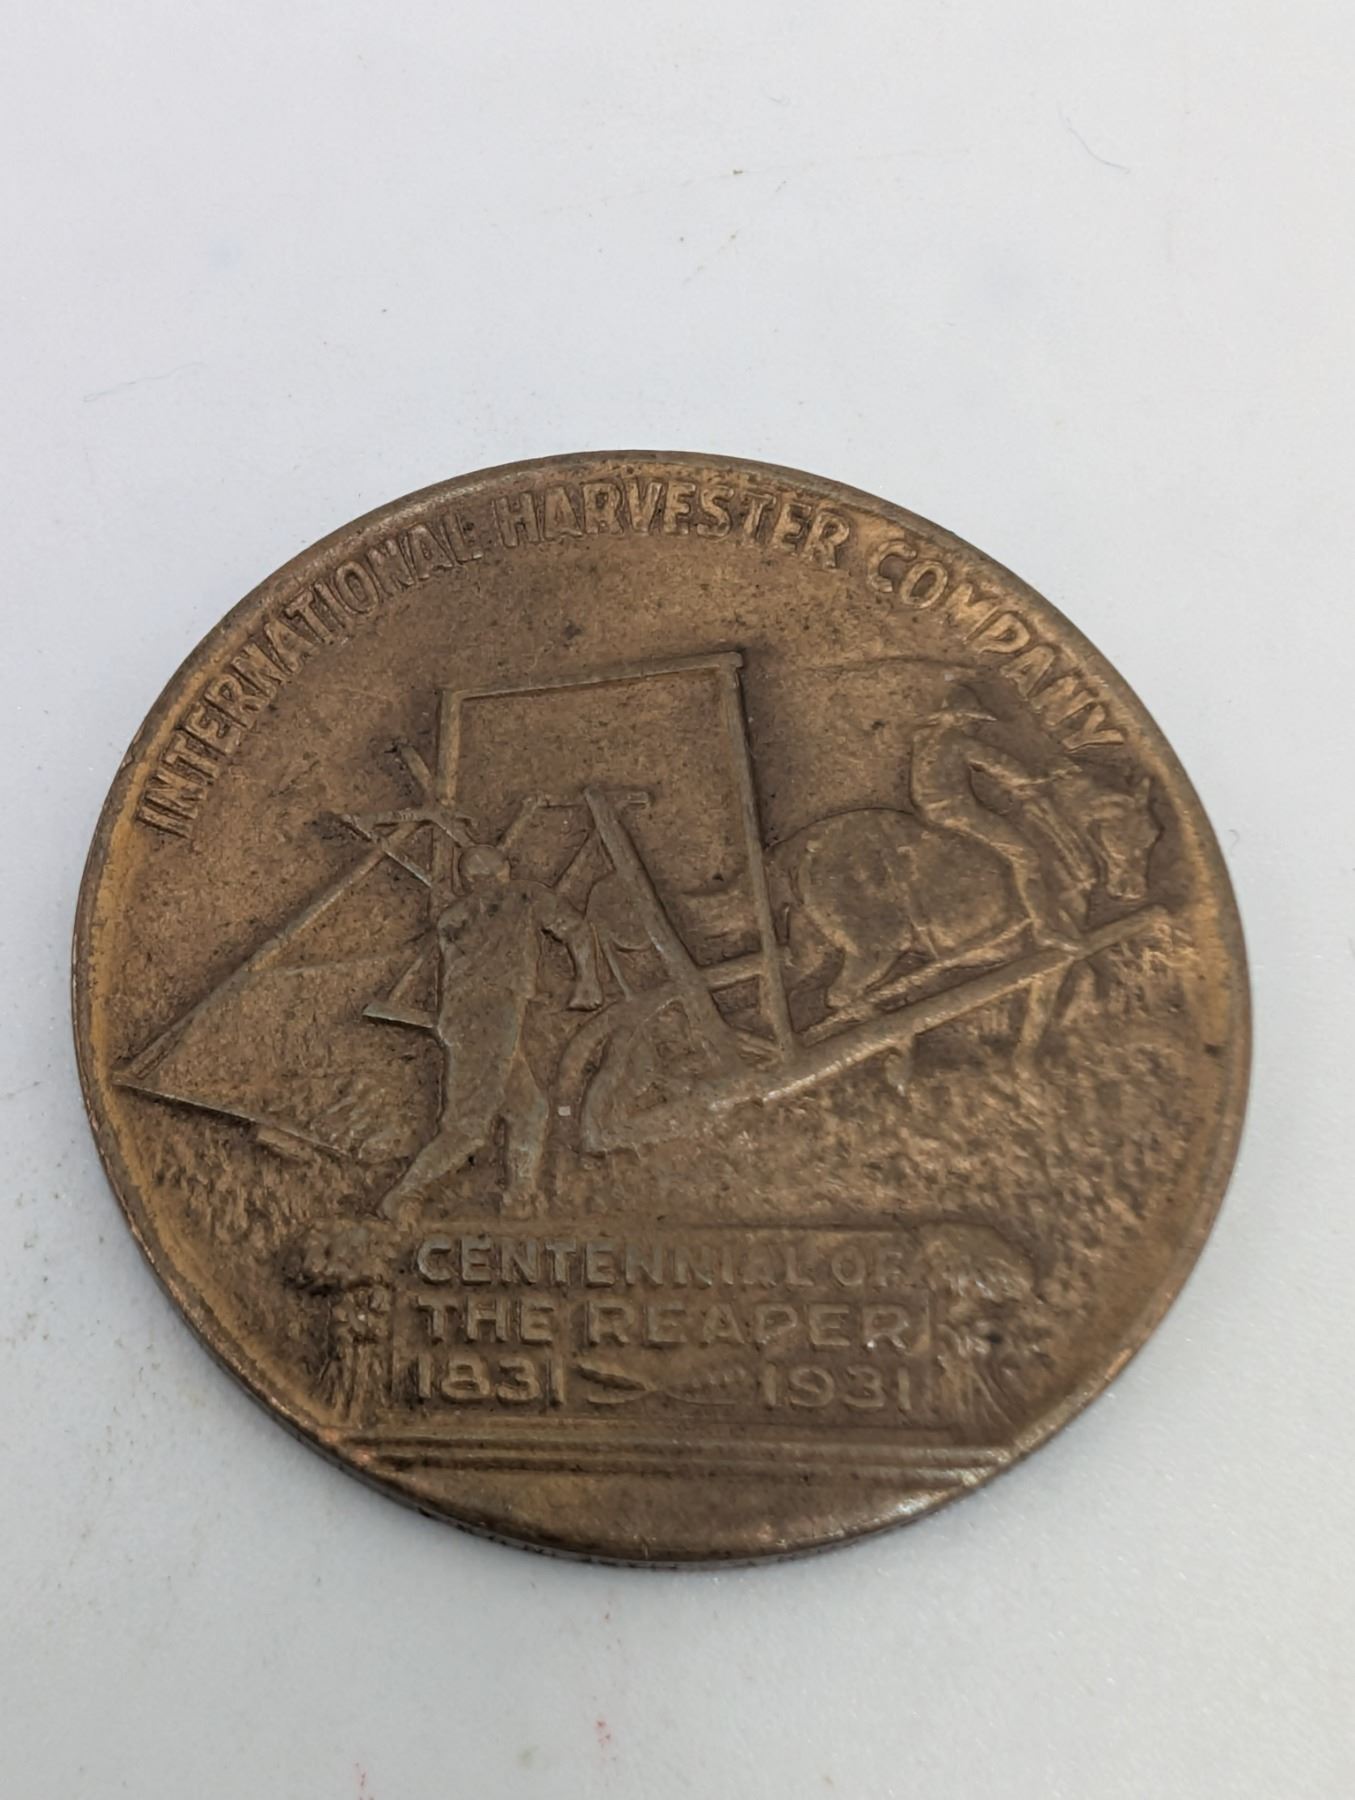 INTERNATIONAL HARVESTER COMPANY
CENTENNIAL OF
THE REAPER
1831 1931